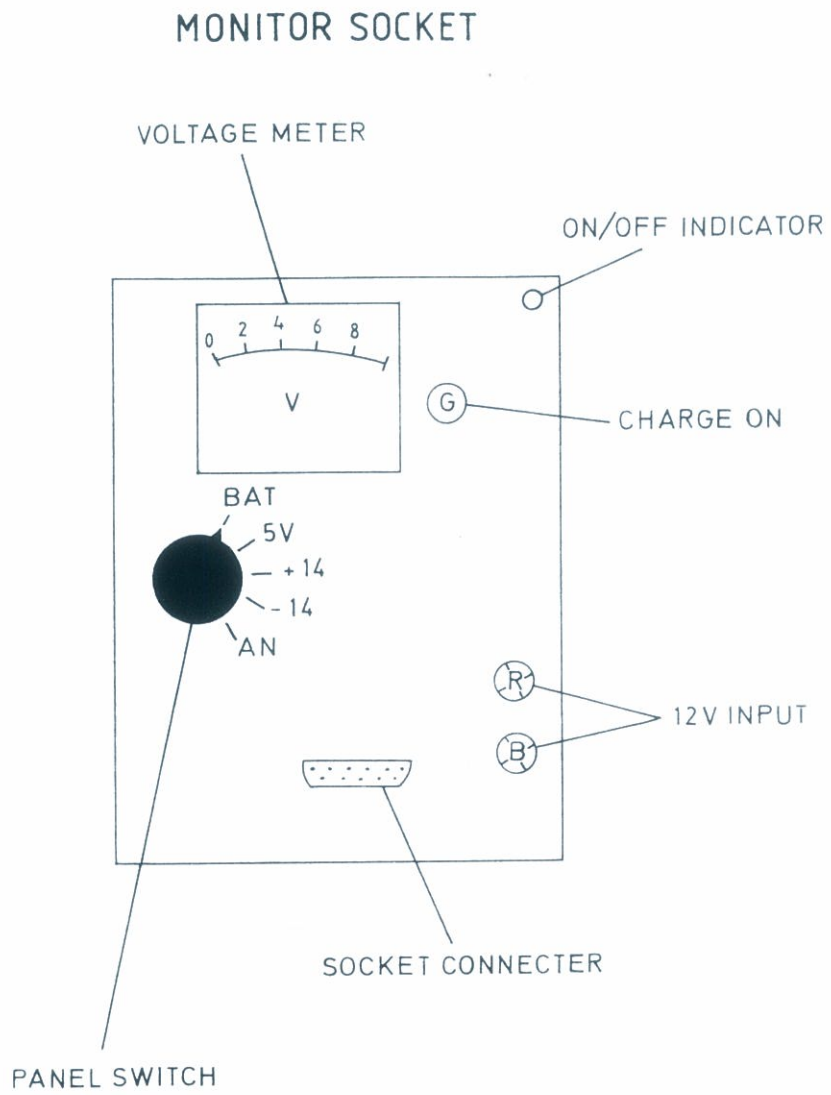 MONITOR SOCKET
VOLTAGE METER
ON/OFF INDICATOR
0 2 4 6 8
V
G
CHARGE ON
BAT
5V
+14
-14
AN
R
12V INPUT
B
SOCKET CONNECTER
PANEL SWITCH